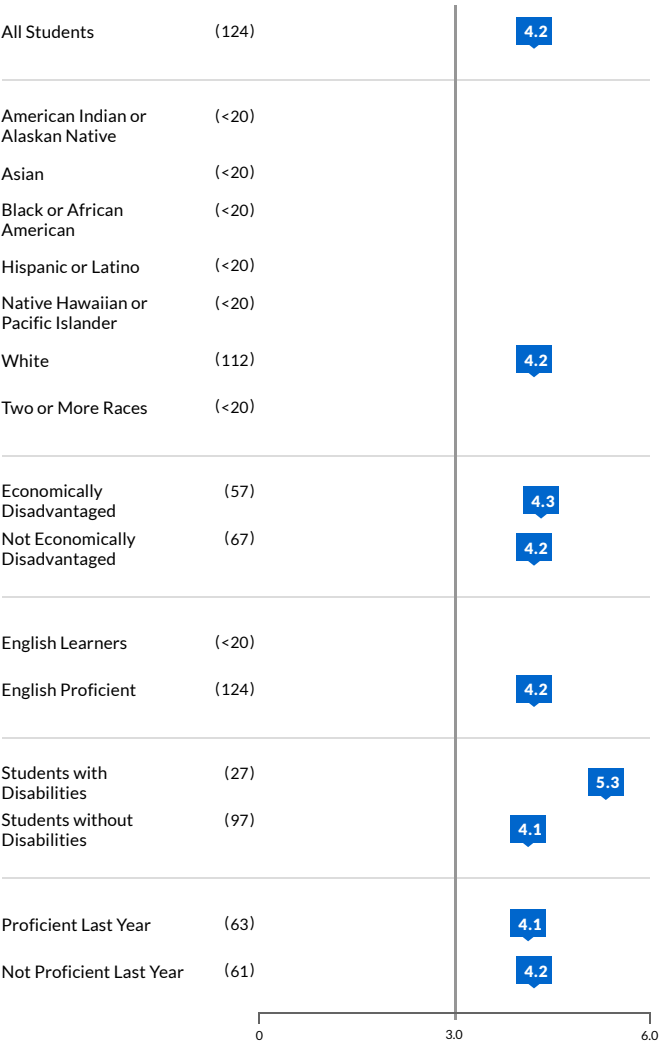 All Students (124) 4.2
American Indian or (<20)
Alaskan Native
Asian (<20)
Black or African (<20)
American
Hispanic or Latino (<20)
Native Hawaiian or (<20)
Pacific Islander
White (112) 4.2
Two or More Races (<20)
Economically (57) 4.3
Disadvantaged
Not Economically (67) 4.2
Disadvantaged
English Learners (<20)
English Proficient (124) 4.2
Students with (27) 5.3
Disabilities
Students without (97) 4.1
Disabilities
Proficient Last Year (63) 4.1
Not Proficient Last Year (61) 4.2
0 3.0 6.0